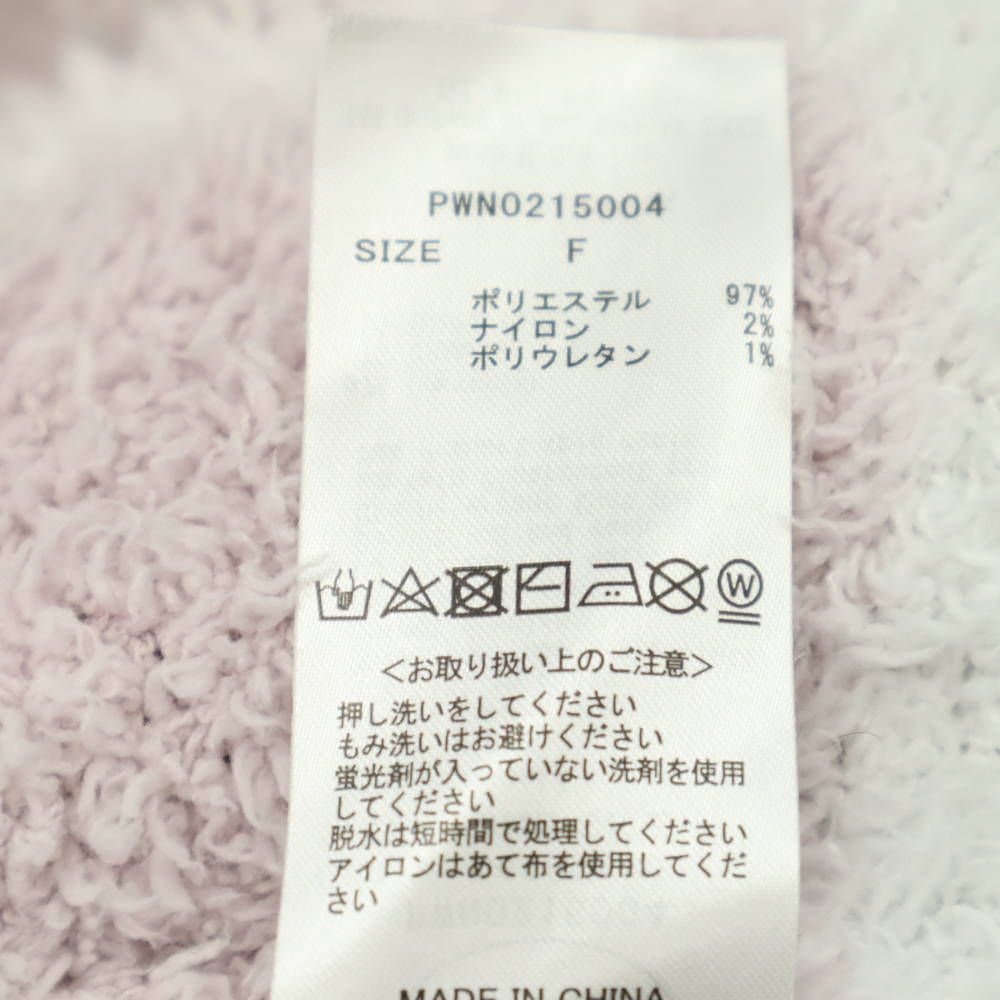 PWNO215004
SIZE F
ポリエステル 97%
ナイロン 2%
ポリウレタン 1%
W
＜お取り扱い上のご注意＞
押し洗いをしてください
もみ洗いはお避けください
蛍光剤が入っていない洗剤を使用
してください
脱水は短時間で処理してください
アイロンはあて布を使用してくだ
さい
MADE IN CHINA